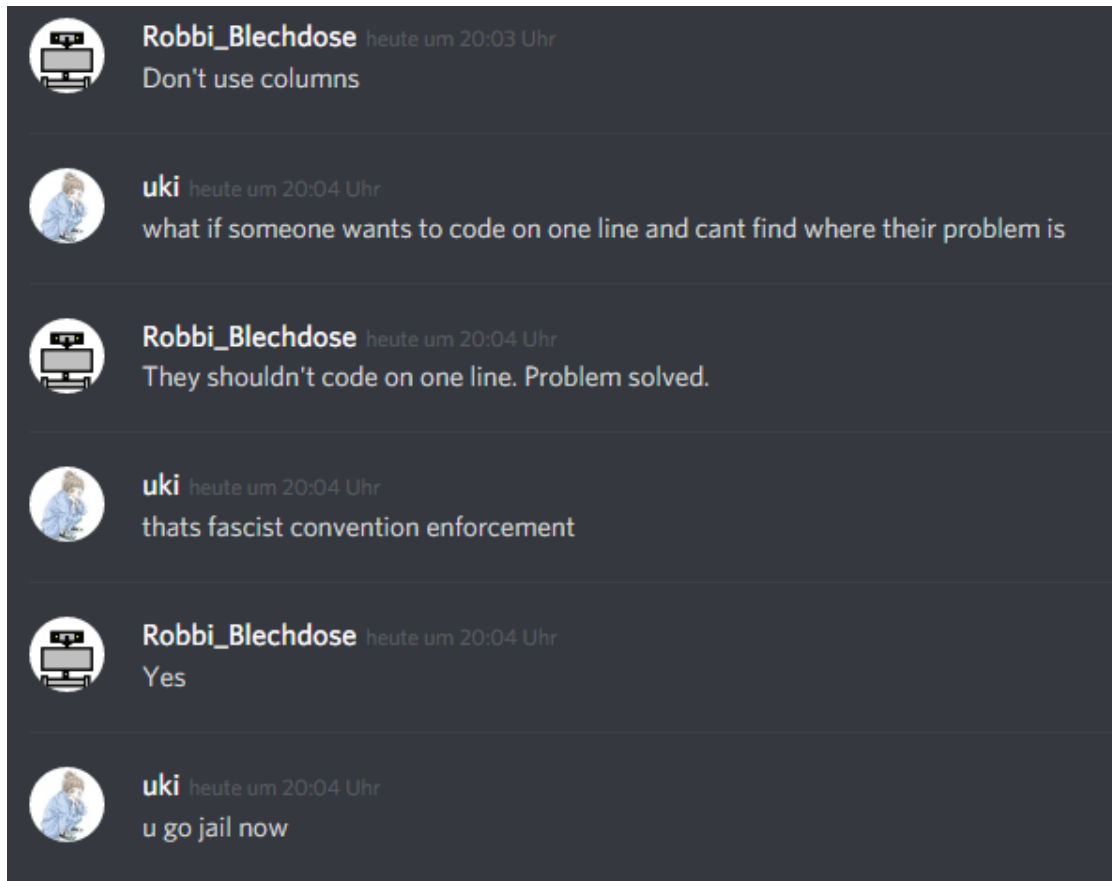 Robbi_Blechdose heute um 20:03 Uhr
Don't use columns
uki heute um 20:04 Uhr
what if someone wants to code on one line and cant find where their problem is
Robbi_Blechdose heute um 20:04 Uhr
They shouldn't code on one line. Problem solved.
uki heute um 20:04 Uhr
thats fascist convention enforcement
Robbi_Blechdose heute um 20:04 Uhr
Yes
uki heute um 20:04 Uhr
u go jail now